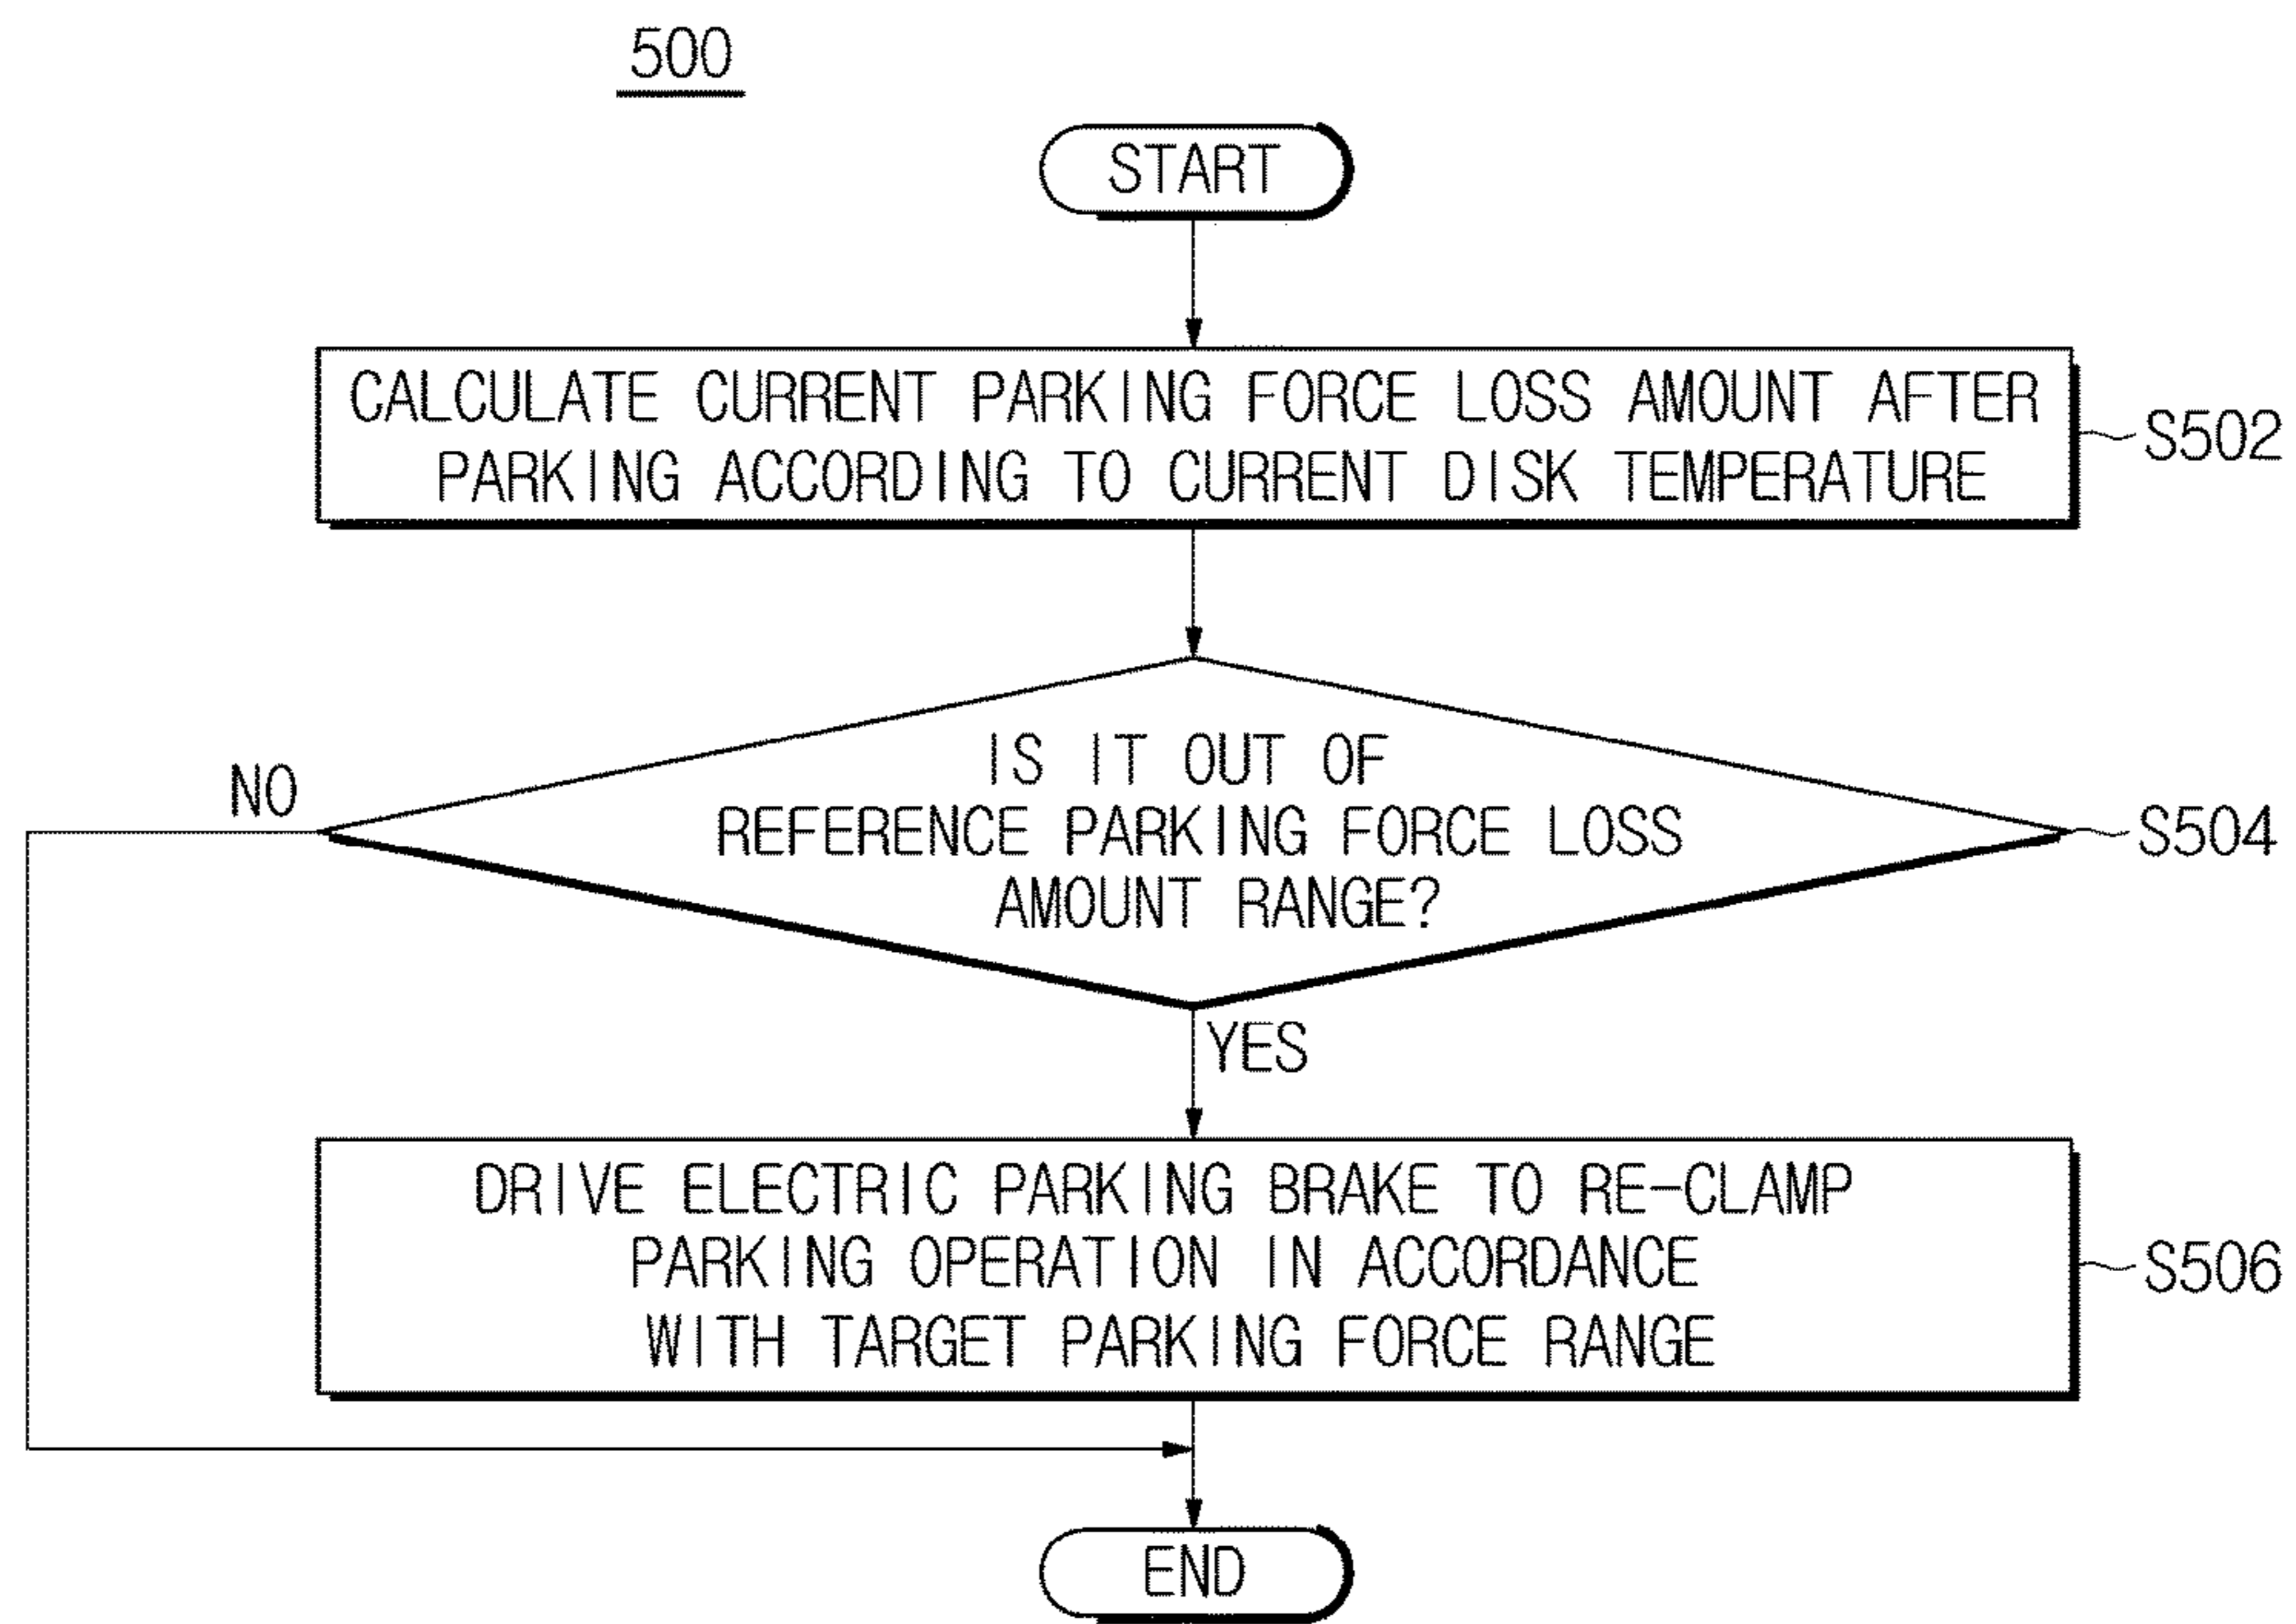 500
START
CALCULATE CURRENT PARKING FORCE LOSS AMOUNT AFTER
PARKING ACCORDING TO CURRENT DISK TEMPERATURE
S502
IS IT OUT OF
REFERENCE PARKING FORCE LOSS
AMOUNT RANGE?
NO
S504
YES
DRIVE ELECTRIC PARKING BRAKE TO RE-CLAMP
PARKING OPERATION IN ACCORDANCE
WITH TARGET PARKING FORCE RANGE
S506
END